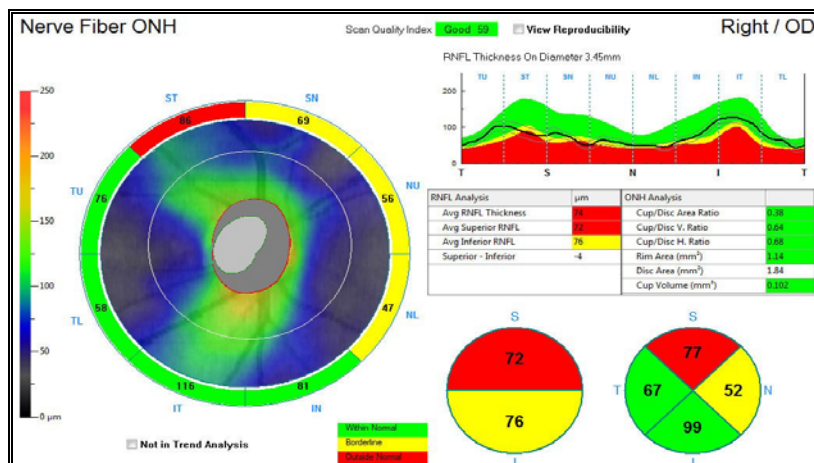 Nerve Fiber ONH
Scan Quality Index Good 59 View Reproducibility
Right / OD
RNFL Thickness On Diameter 3.45mm
TU ST SN NU NL IN IT TL
200
100
0
T S N I T
250
200
150
100
50
0 µm
ST
SN
86
69
TU
76
NU
56
TL
58
NL
47
116
81
IT
IN
RNFL Analysis µm
Avg RNFL Thickness 74
Avg Superior RNFL 72
Avg Inferior RNFL 76
Superior - Inferior -4
ONH Analysis
Cup/Disc Area Ratio 0.38
Cup/Disc V. Ratio 0.64
Cup/Disc H. Ratio 0.68
Rim Area (mm²) 1.14
Disc Area (mm²) 1.84
Cup Volume (mm³) 0.102
S
72
76
I
S
77
T 67 52 N
99
I
Not in Trend Analysis
Within Normal
Borderline
Outside Normal